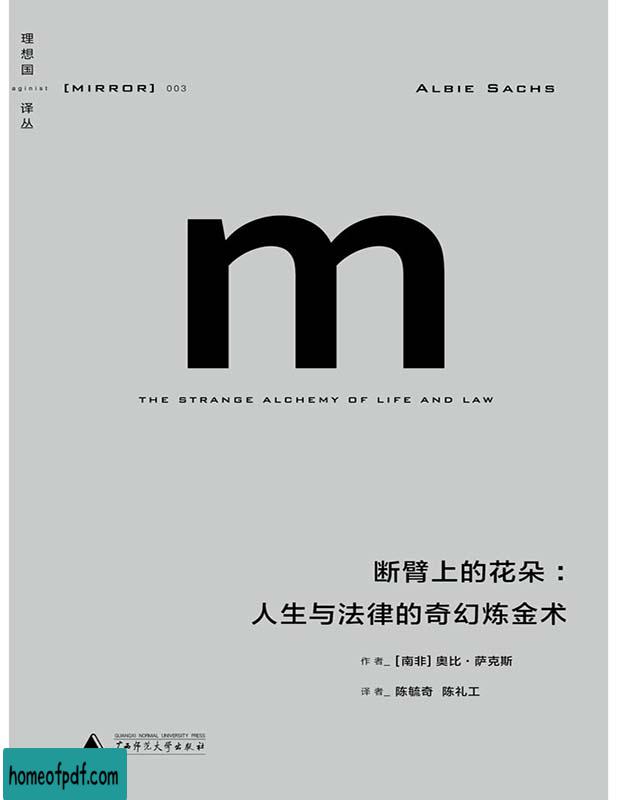 理
想
国
aginist
译
丛
[MIRROR] 003
ALBIE SACHS
m
THE STRANGE ALCHEMY OF LIFE AND LAW
断臂上的花朵：
人生与法律的奇幻炼金术
作者_ [南非] 奥比·萨克斯
译者_ 陈毓奇 陈礼工
GUANGXI NORMAL UNIVERSITY PRESS
广西师范大学出版社
homeofpdf.com